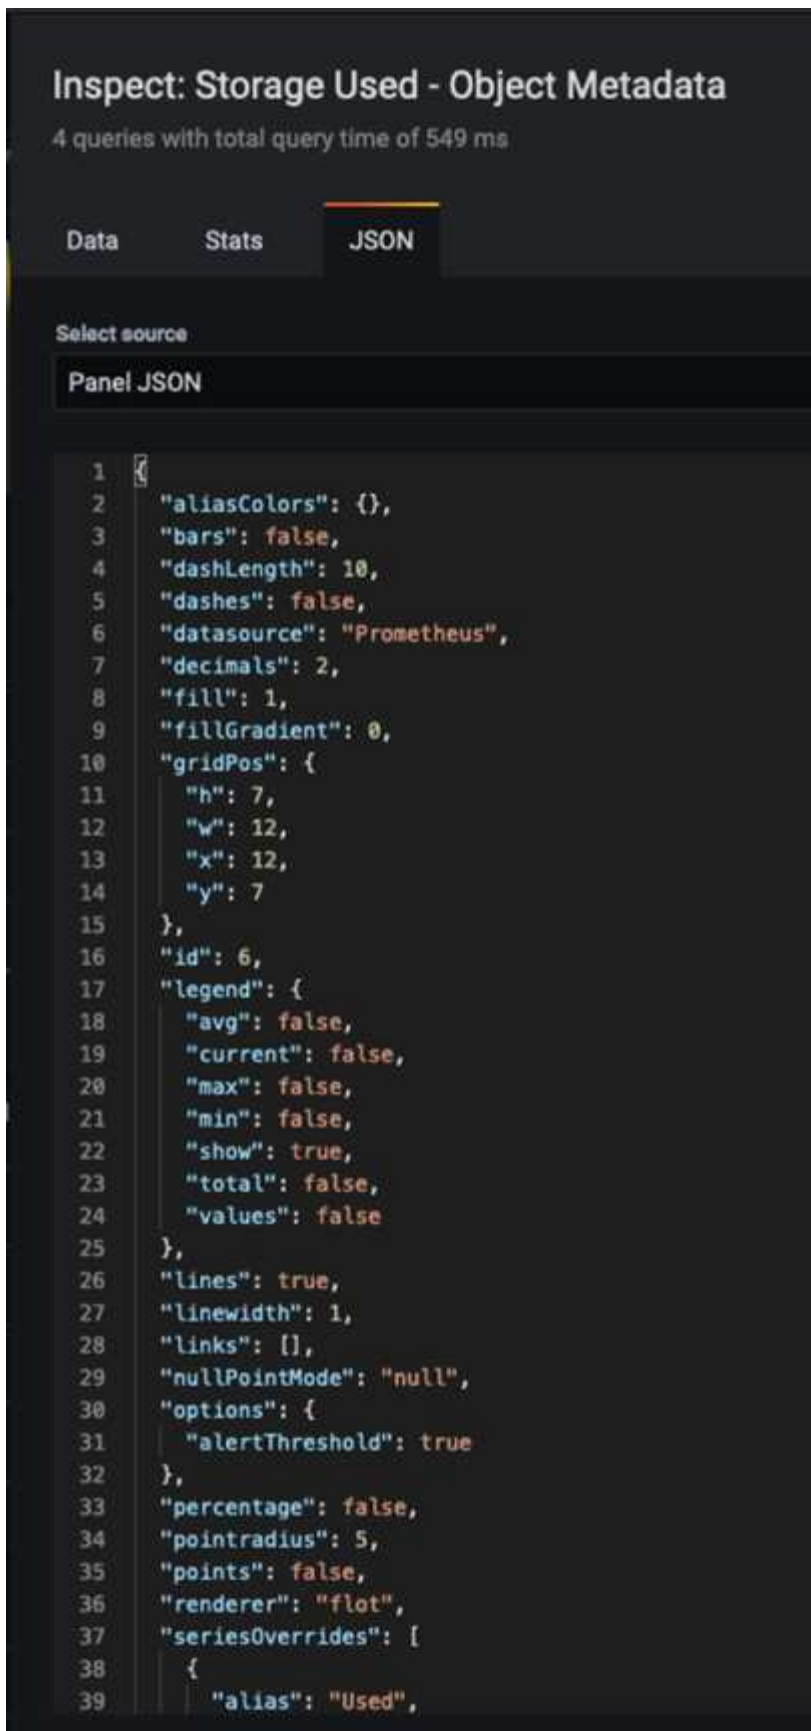 Inspect: Storage Used - Object Metadata
4 queries with total query time of 549 ms
Data Stats JSON
Select source
Panel JSON
1 {
2 "aliasColors": {},
3 "bars": false,
4 "dashLength": 10,
5 "dashes": false,
6 "datasource": "Prometheus",
7 "decimals": 2,
8 "fill": 1,
9 "fillGradient": 0,
10 "gridPos": {
11 "h": 7,
12 "w": 12,
13 "x": 12,
14 "y": 7
15 },
16 "id": 6,
17 "legend": {
18 "avg": false,
19 "current": false,
20 "max": false,
21 "min": false,
22 "show": true,
23 "total": false,
24 "values": false
25 },
26 "lines": true,
27 "linewidth": 1,
28 "links": [],
29 "nullPointMode": "null",
30 "options": {
31 "alertThreshold": true
32 },
33 "percentage": false,
34 "pointradius": 5,
35 "points": false,
36 "renderer": "flot",
37 "seriesOverrides": [
38 {
39 "alias": "Used",